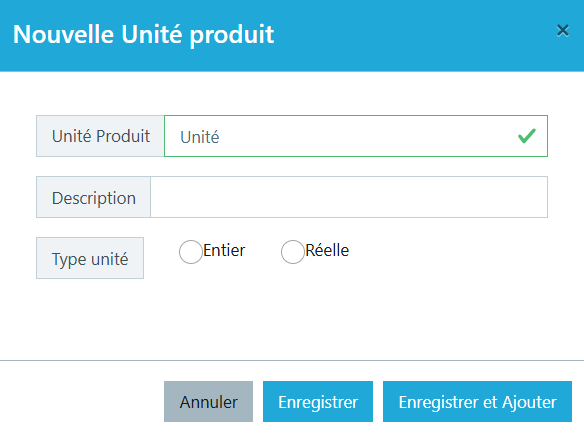 Nouvelle Unité produit ×
Unité Produit Unité
Description
Type unité Entier Réelle
Annuler Enregistrer Enregistrer et Ajouter